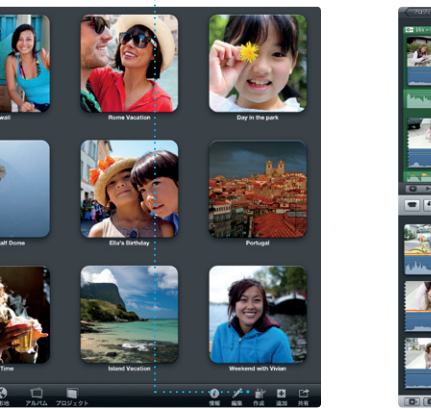 waii
Rome Vacation
Day in the park
alf Dome
Ella's Birthday
Portugal
Time
Island Vacation
Weekend with Vivian
アルバム
プロジェクト
情報
編集
作成
追加
共有